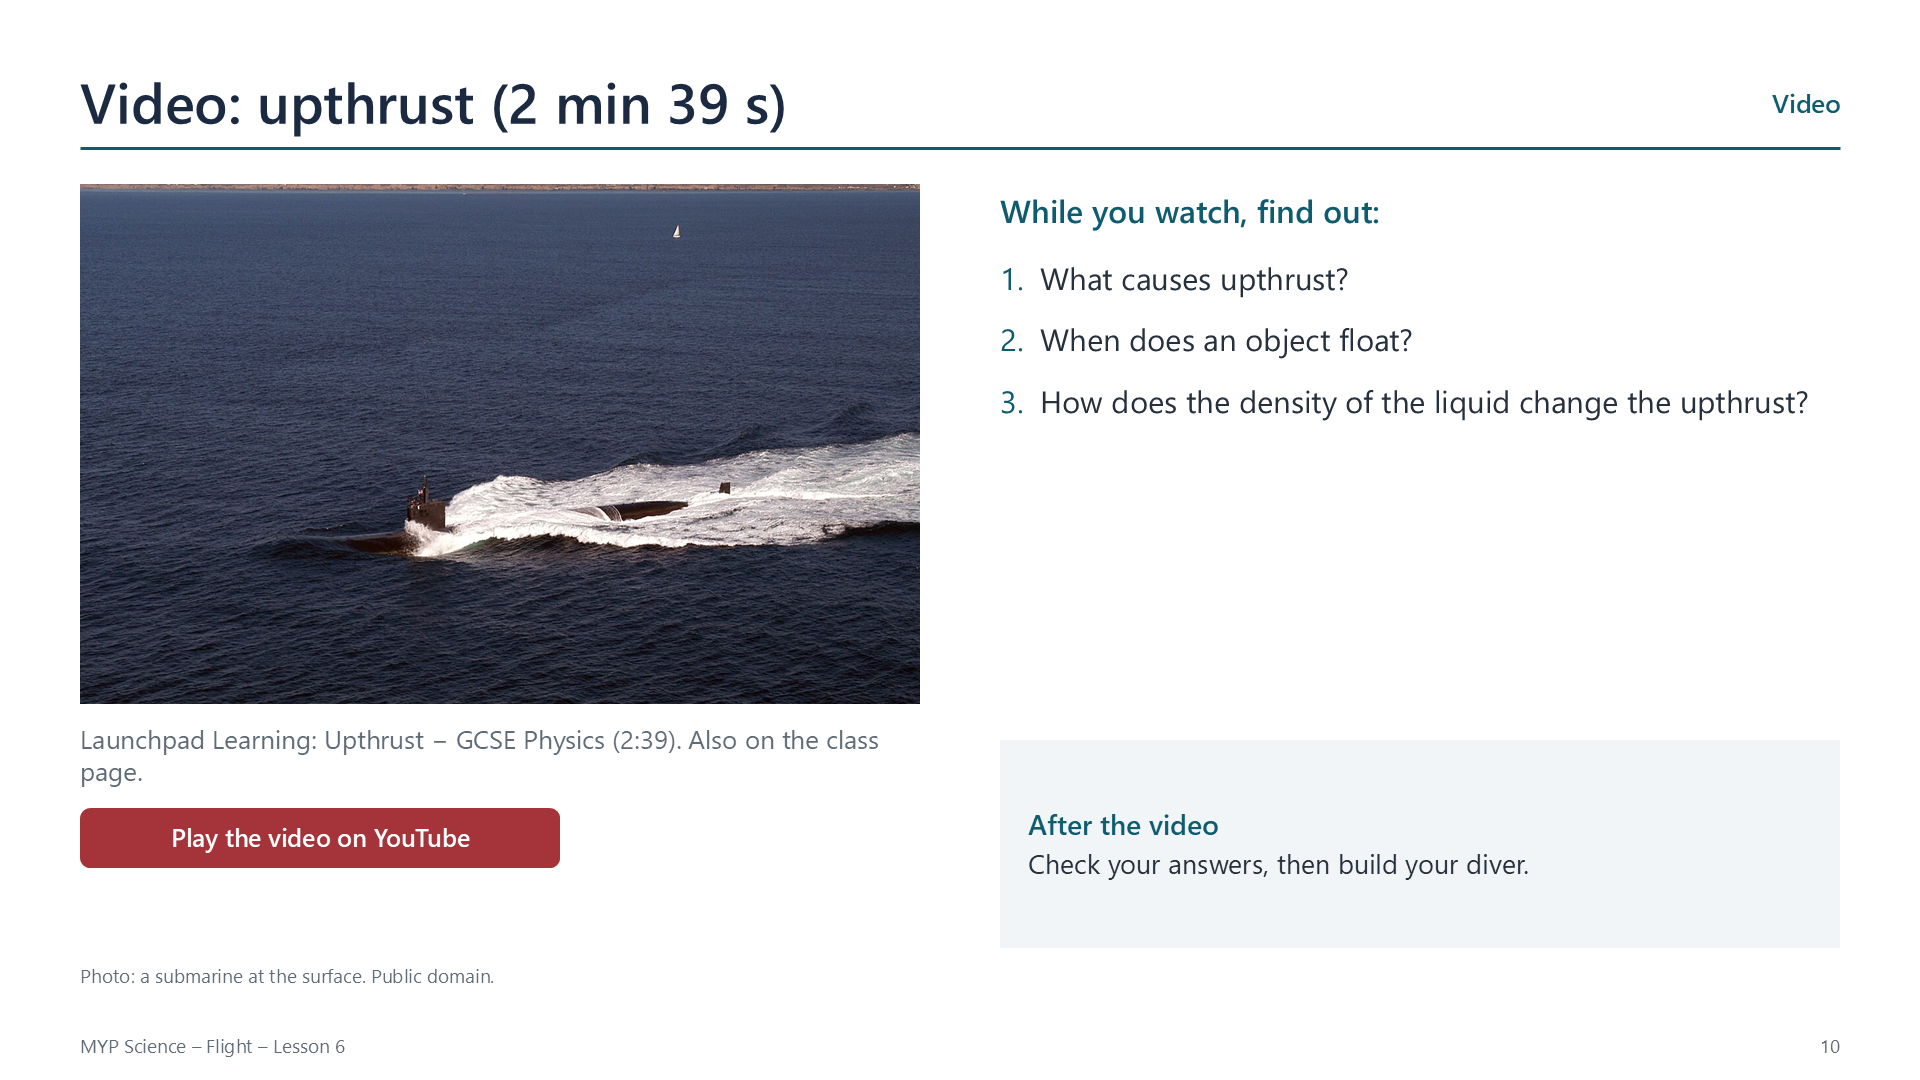 Video: upthrust (2 min 39 s)
Video
While you watch, find out:
1. What causes upthrust?
2. When does an object float?
3. How does the density of the liquid change the upthrust?
Launchpad Learning: Upthrust – GCSE Physics (2:39). Also on the class
page.
Play the video on YouTube
After the video
Check your answers, then build your diver.
Photo: a submarine at the surface. Public domain.
MYP Science – Flight – Lesson 6
10